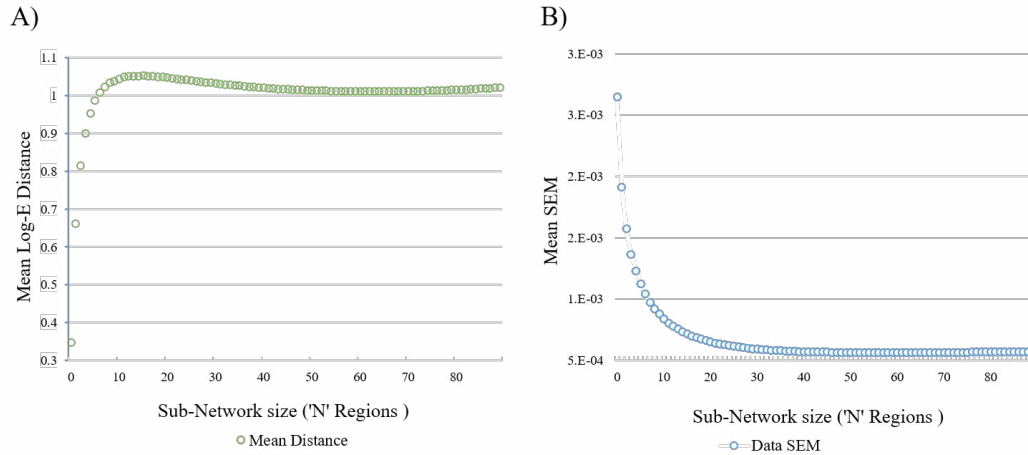 A)
B)
Mean Log-E Distance
1.1
1
0.9
0.8
0.7
0.6
0.5
0.4
0.3
0 10 20 30 40 50 60 70 80
Sub-Network size ('N' Regions )
Mean Distance
Mean SEM
3.E-03
3.E-03
2.E-03
2.E-03
1.E-03
5.E-04
0 10 20 30 40 50 60 70 80
Sub-Network size ('N' Regions )
Data SEM